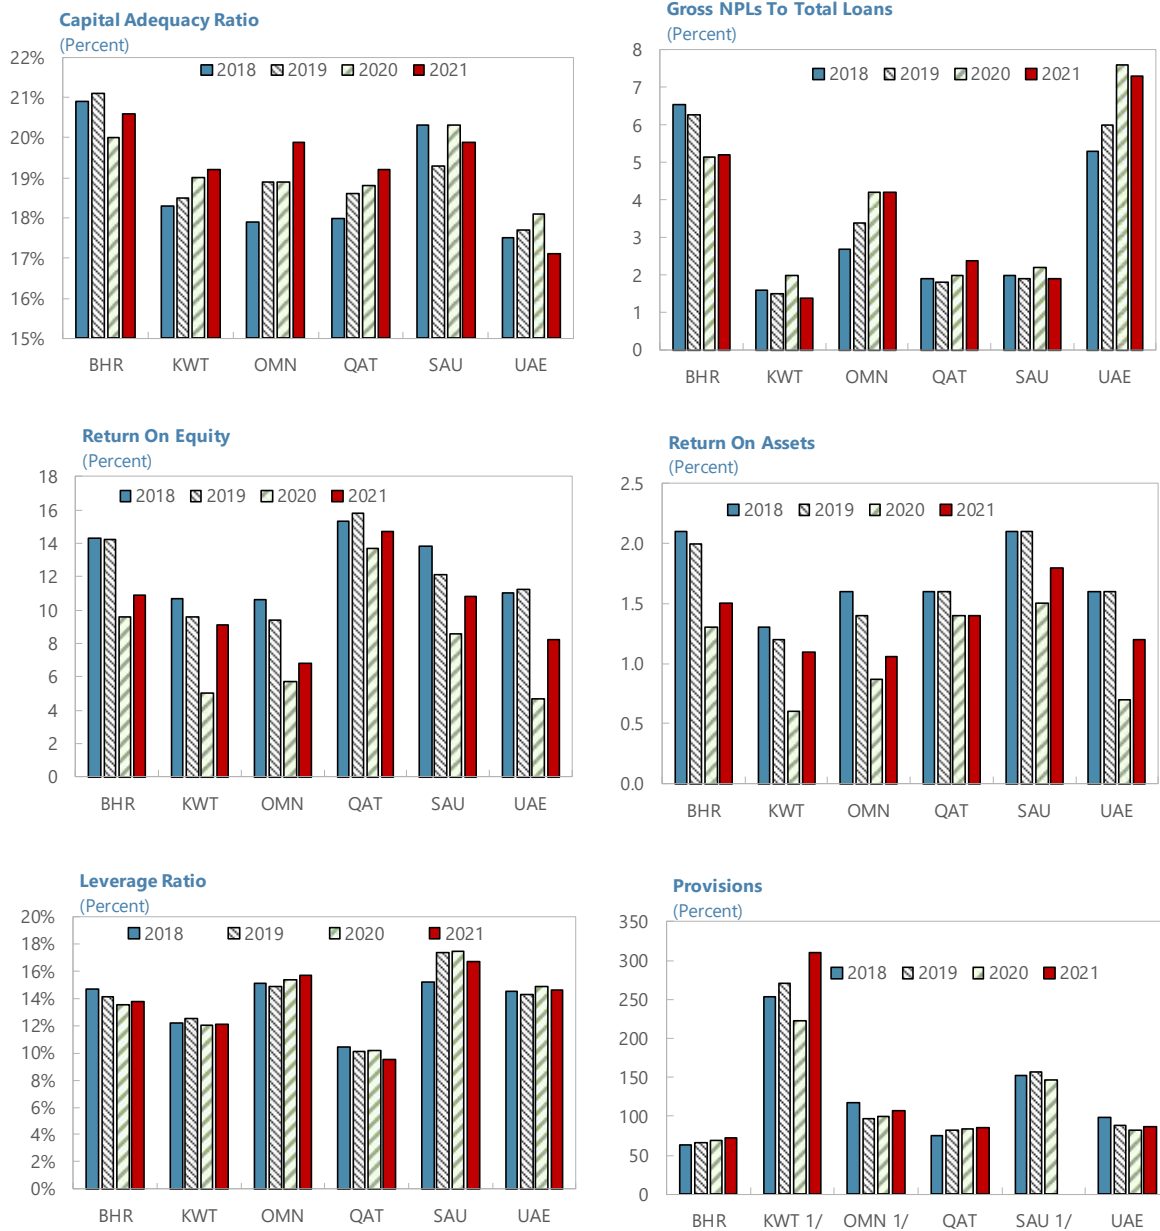 Capital Adequacy Ratio
(Percent)
22%
21%
20%
19%
18%
17%
16%
15%
2018 2019 2020 2021
BHR KWT OMN QAT SAU UAE
Gross NPLs To Total Loans
(Percent)
8
7
6
5
4
3
2
1
0
2018 2019 2020 2021
BHR KWT OMN QAT SAU UAE
Return On Equity
(Percent)
18
16
14
12
10
8
6
4
2
0
2018 2019 2020 2021
BHR KWT OMN QAT SAU UAE
Return On Assets
(Percent)
2.5
2.0
1.5
1.0
0.5
0.0
2018 2019 2020 2021
BHR KWT OMN QAT SAU UAE
Leverage Ratio
(Percent)
20%
18%
16%
14%
12%
10%
8%
6%
4%
2%
0%
2018 2019 2020 2021
BHR KWT OMN QAT SAU UAE
Provisions
(Percent)
350
300
250
200
150
100
50
0
2018 2019 2020 2021
BHR KWT 1/ OMN 1/ QAT SAU 1/ UAE